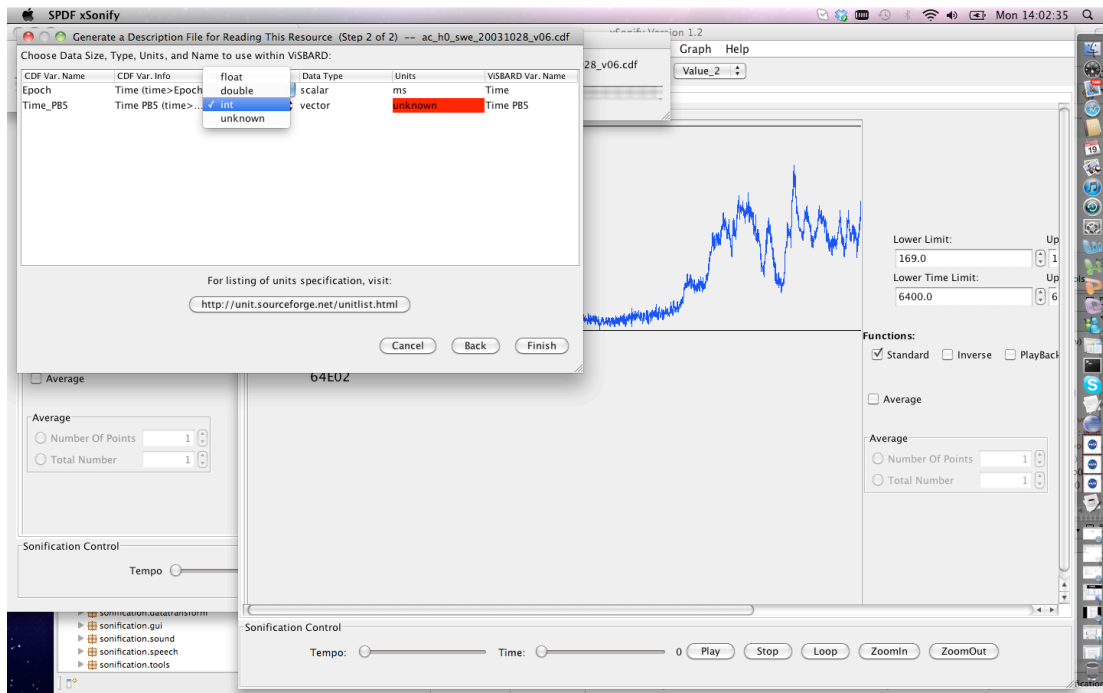 SPDF xSonify
Mon 14:02:35
Generate a Description File for Reading This Resource (Step 2 of 2) -- ac_h0_swe_20031028_v06.cdf
Choose Data Size, Type, Units, and Name to use within ViSBARD:
CDF Var. Name CDF Var. Info Data Type Units ViSBARD Var. Name
Epoch Time (time>Epoch scalar ms Time
Time_PB5 Time PB5 (time>... vector unknown Time PB5
float
double
✓ int
unknown
For listing of units specification, visit:
http://unit.sourceforge.net/unitlist.html
Cancel Back Finish
xSonify Version 1.2
28_v06.cdf
Graph Help
Value_2
19
Lower Limit: Up
169.0 1
Lower Time Limit: Up
6400.0 6
Functions:
Standard Inverse PlayBack
Average
Average
Number Of Points 1
Total Number 1
64E02
Average
Average
Number Of Points 1
Total Number 1
Sonification Control
Tempo
sonification.datatransform
sonification.gui
sonification.sound
sonification.speech
sonification.tools
Sonification Control
Tempo: Time: 0 Play Stop Loop ZoomIn ZoomOut